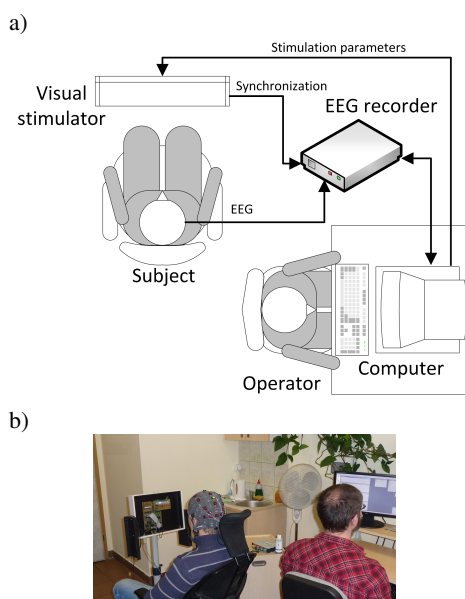 a)
Stimulation parameters
Visual
stimulator
Synchronization
EEG recorder
EEG
Subject
Operator
Computer
b)